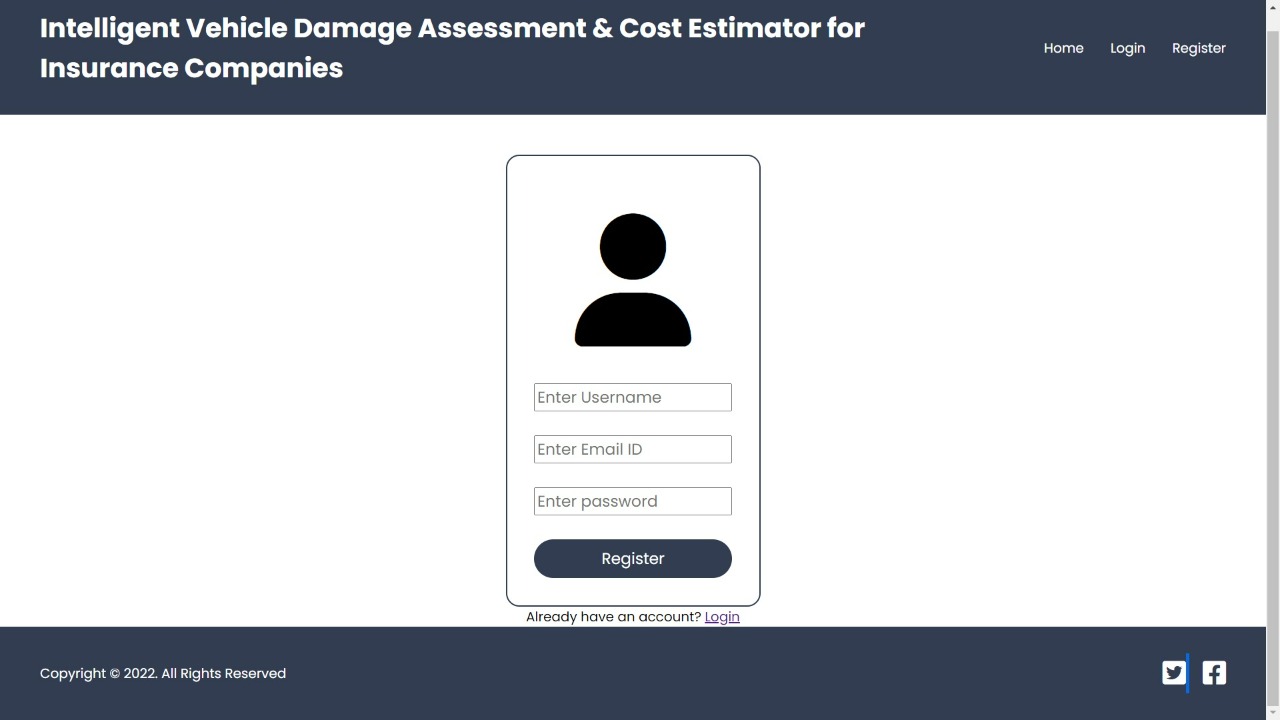 Intelligent Vehicle Damage Assessment & Cost Estimator for
Insurance Companies
Home Login Register
Enter Username
Enter Email ID
Enter password
Register
Already have an account? Login
Copyright © 2022. All Rights Reserved